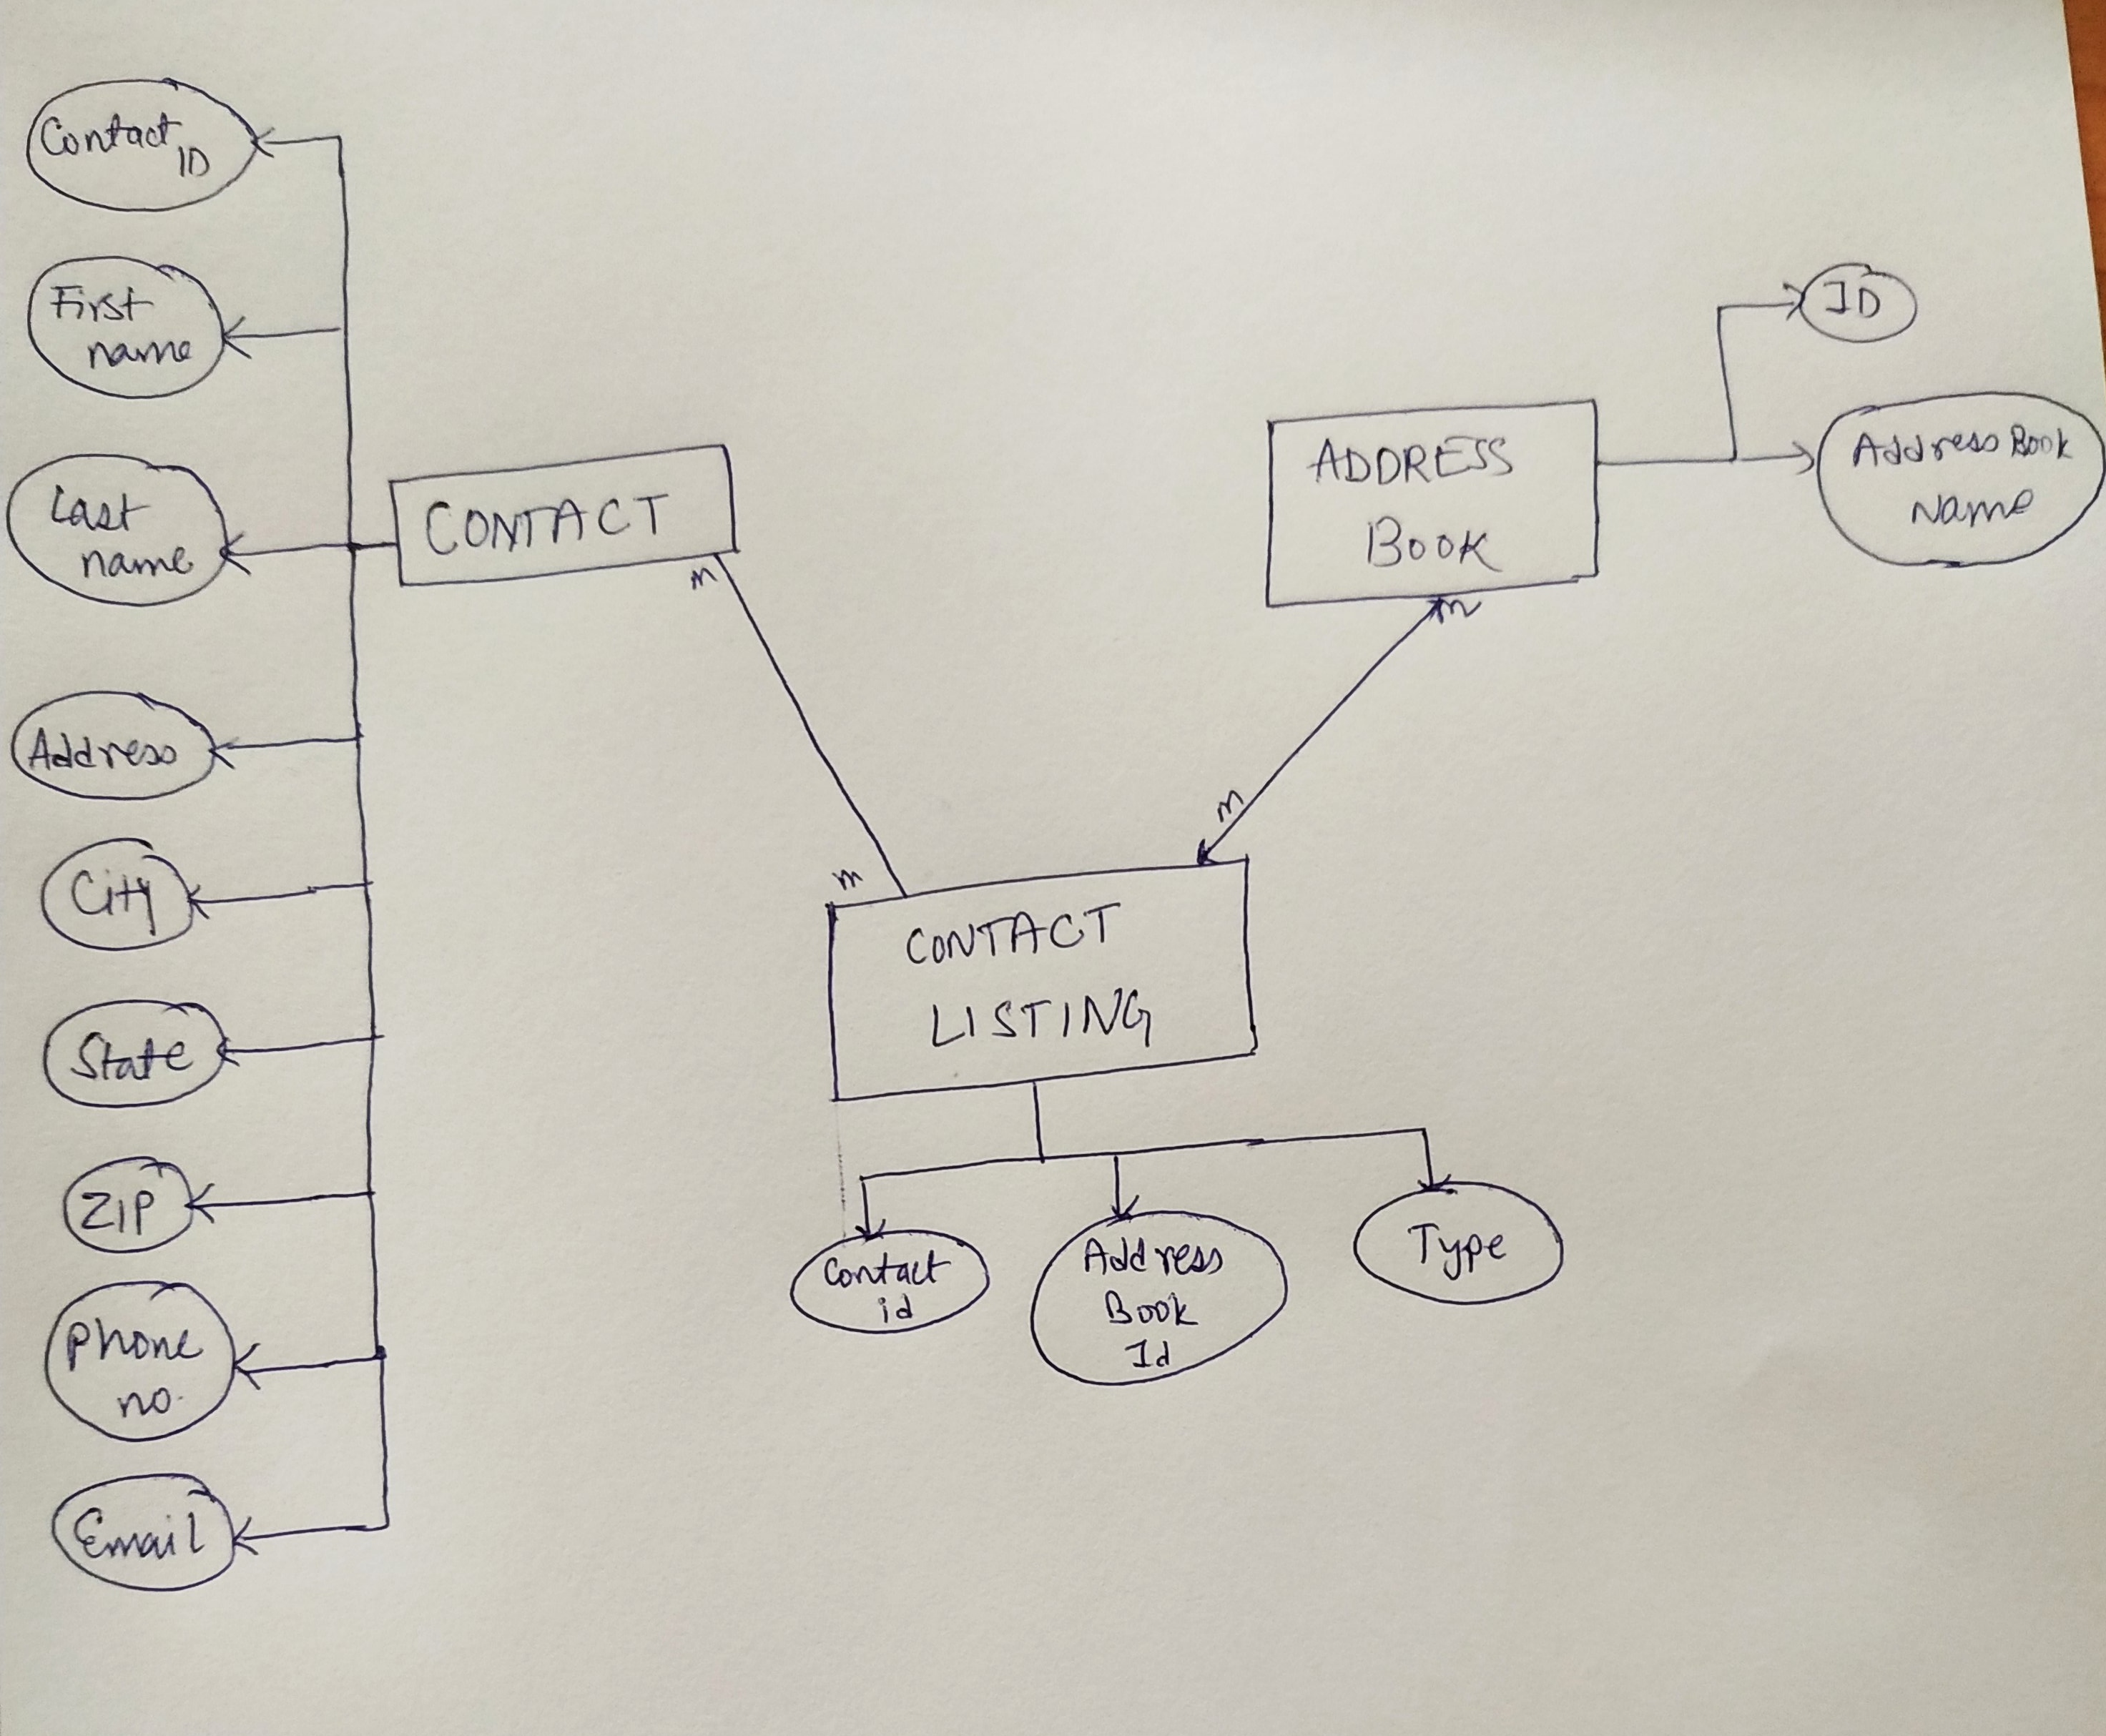 Contact
ID
First
name
Last
name
Address
City
State
ZIP
Phone
no.
Email
CONTACT
m
m
ADDRESS
BOOK
m
m
ID
Address Book
Name
CONTACT
LISTING
Contact
id
Address
Book
Id
Type